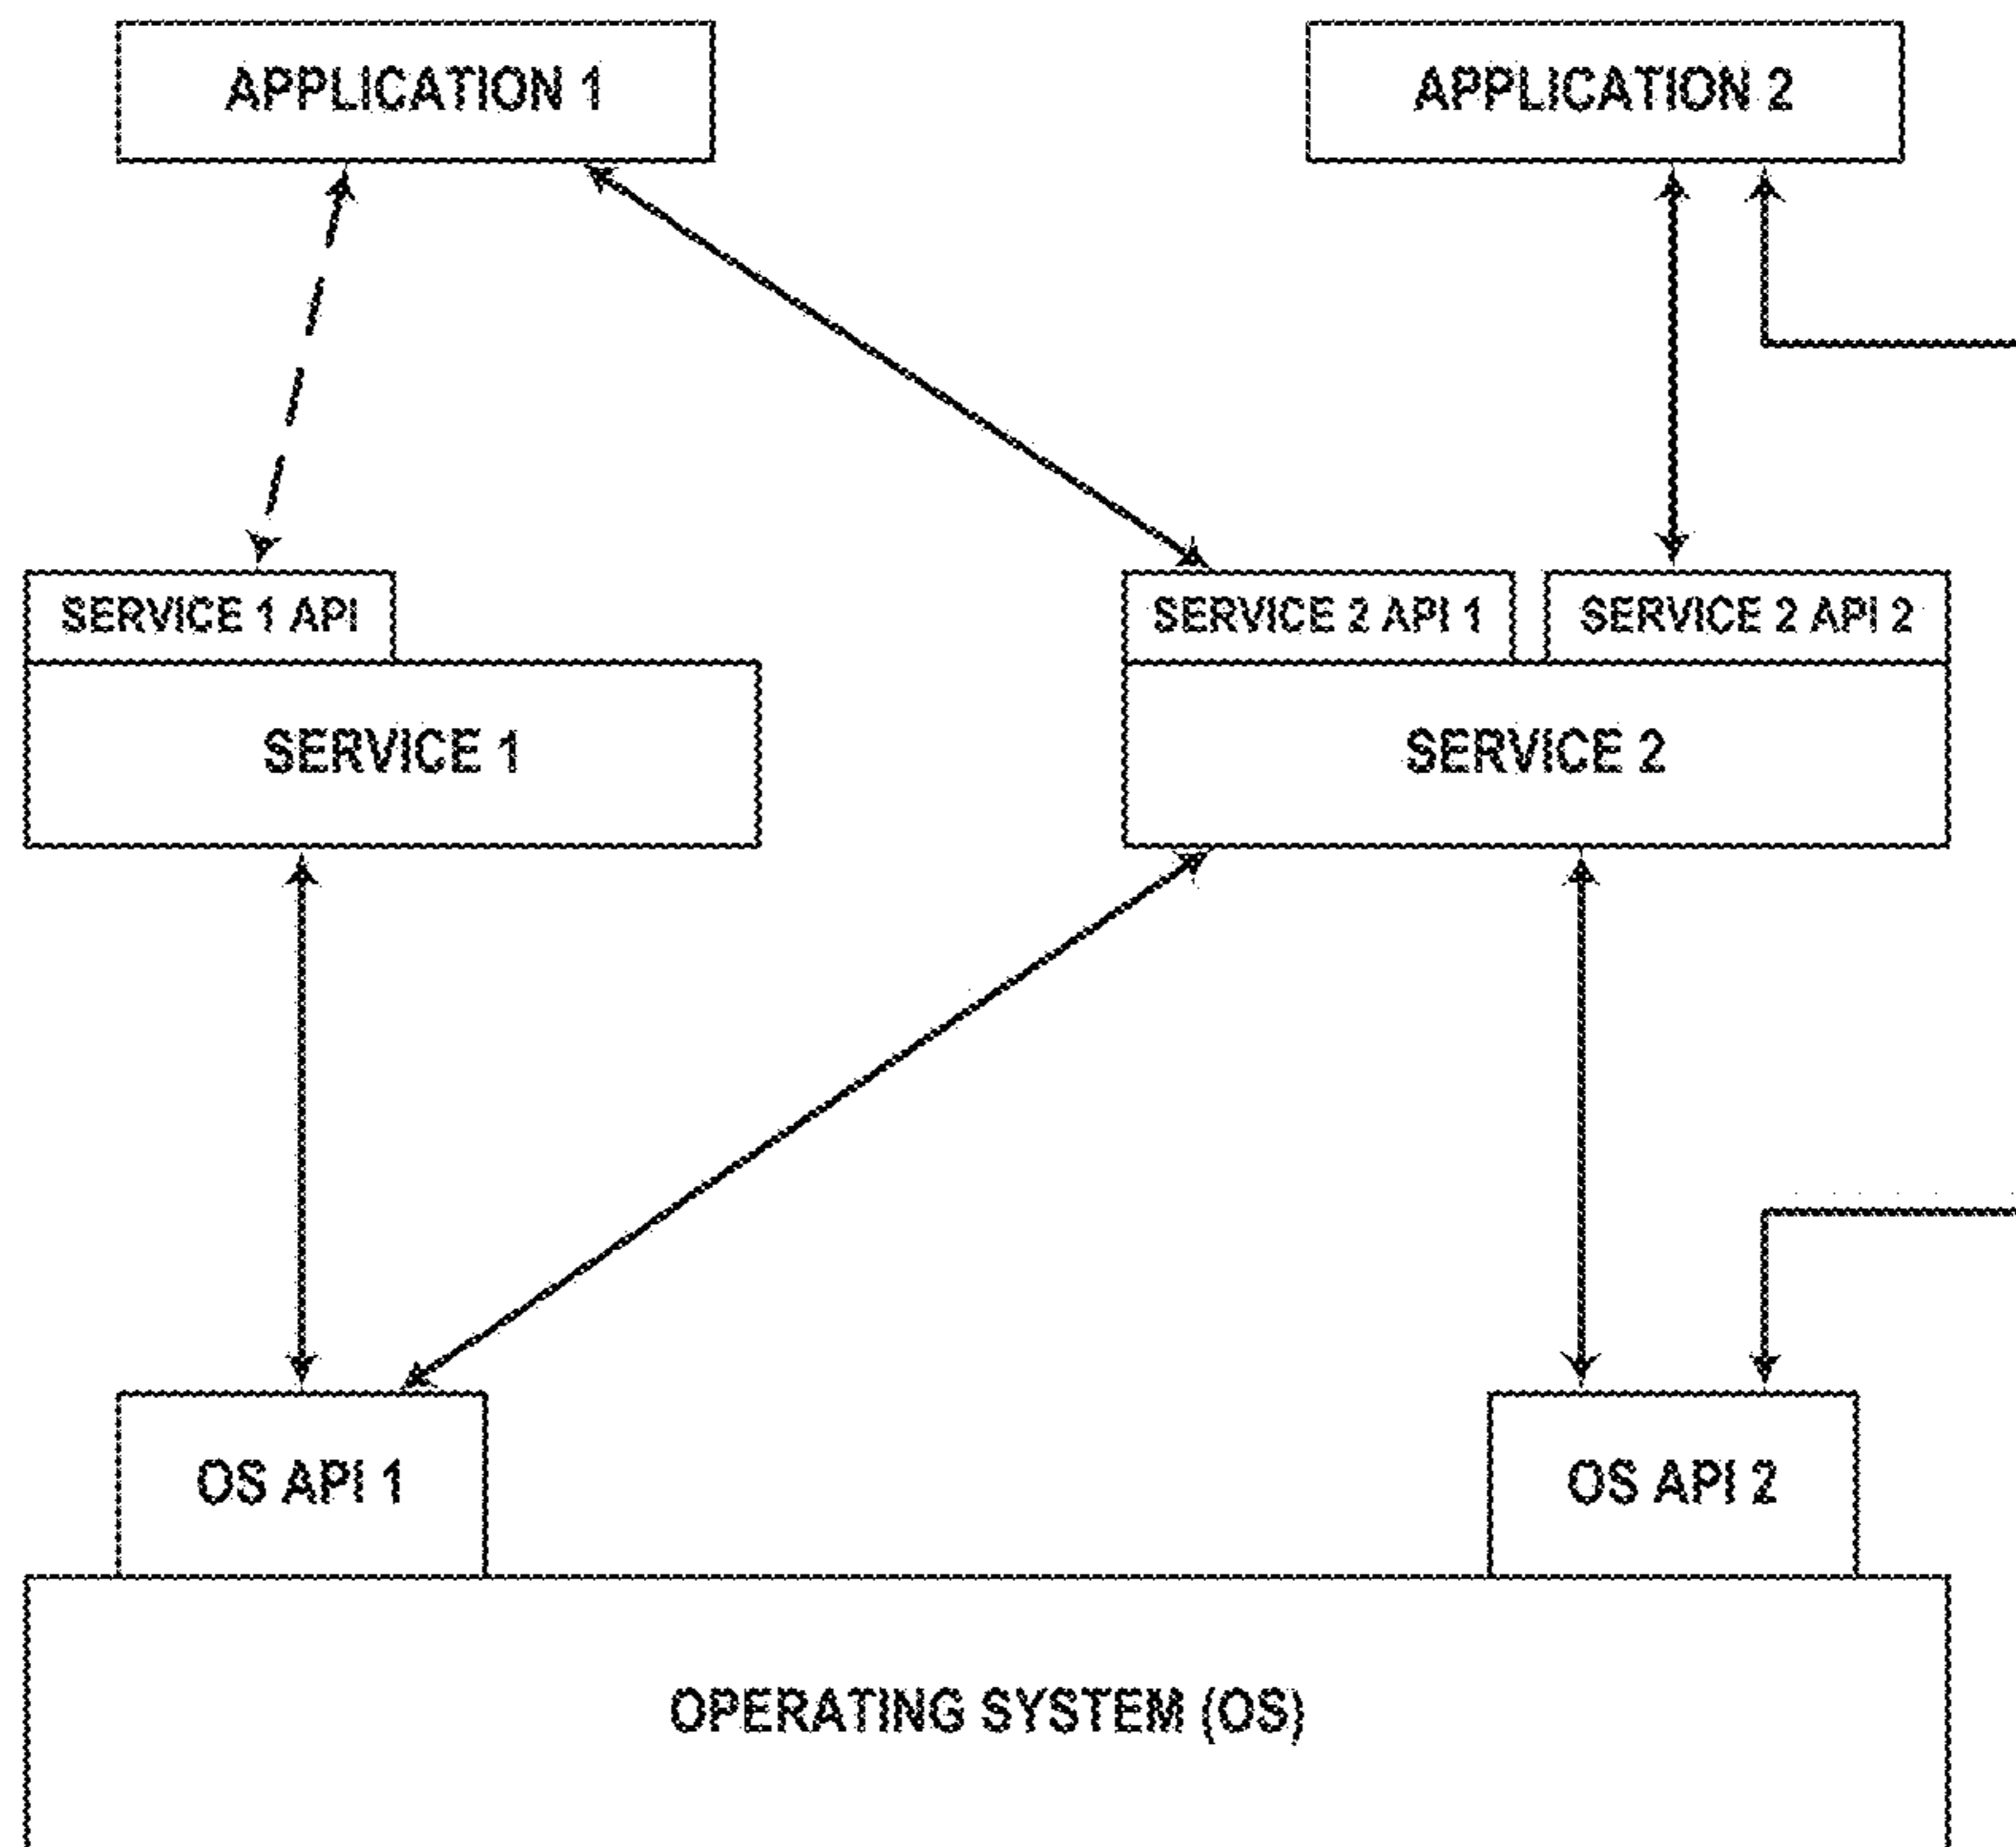 APPLICATION 1
APPLICATION 2
SERVICE 1 API
SERVICE 2 API 1
SERVICE 2 API 2
SERVICE 1
SERVICE 2
OS API 1
OS API 2
OPERATING SYSTEM (OS)